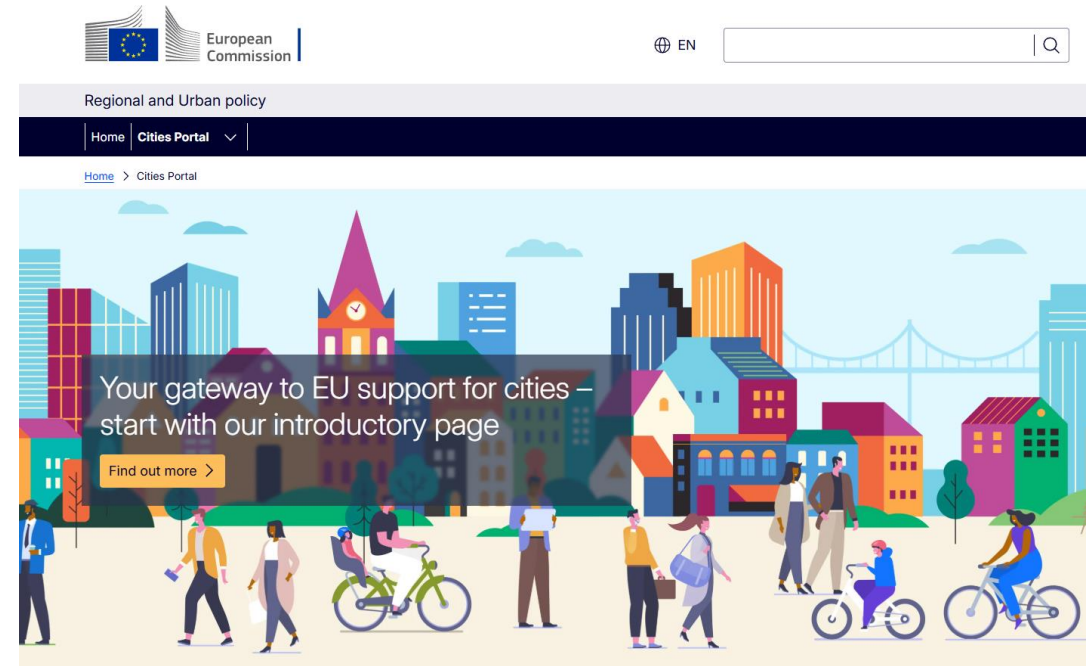 European
Commission
EN
Regional and Urban policy
Home Cities Portal
Home > Cities Portal
Your gateway to EU support for cities –
start with our introductory page
Find out more >